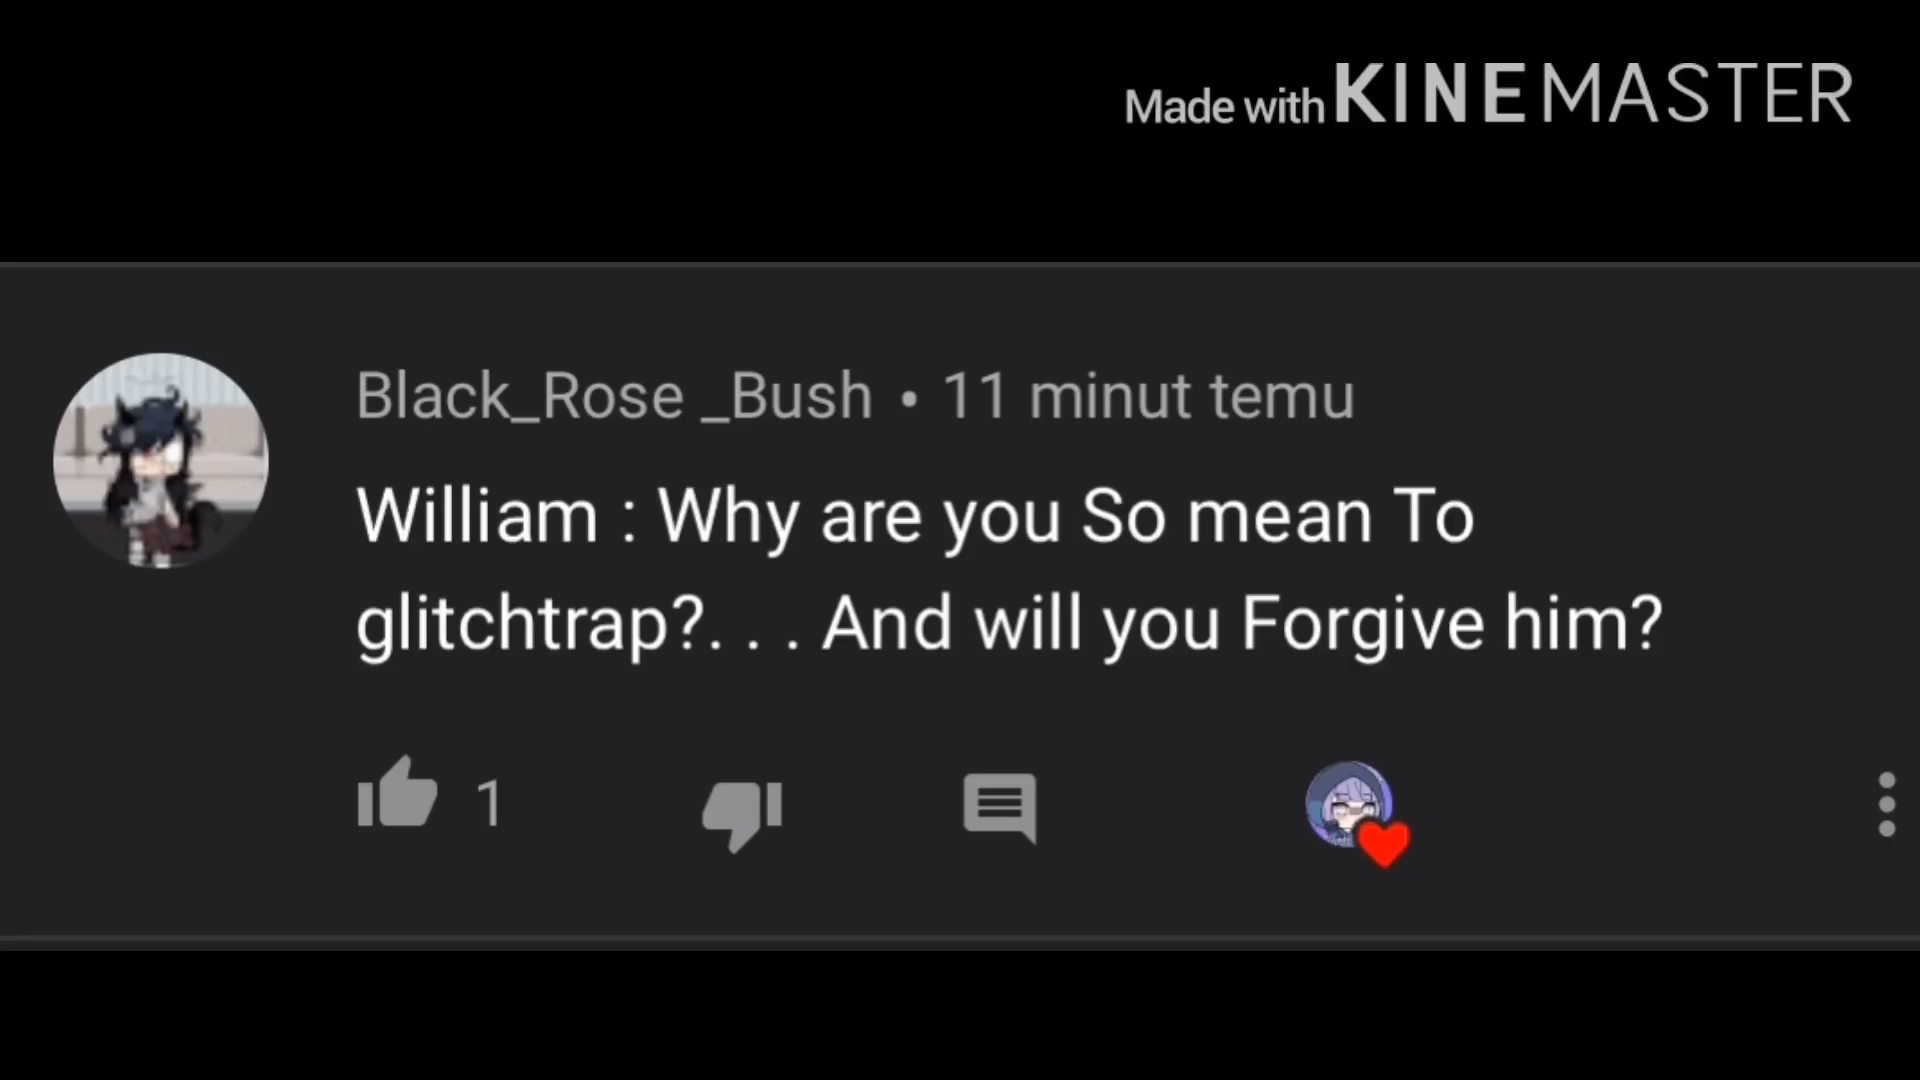 Made with KINEMASTER
Black_Rose _Bush • 11 minut temu
William : Why are you So mean To
glitchtrap?. . . And will you Forgive him?
1